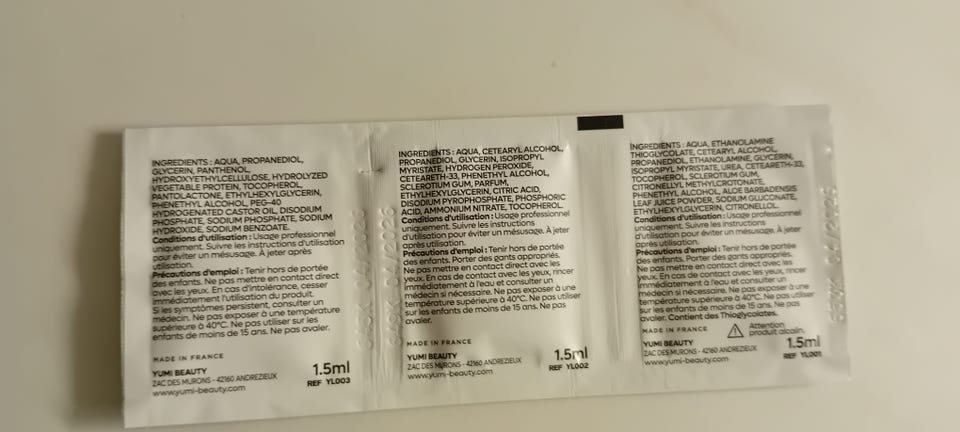 INGREDIENTS : AQUA, PROPANEDIOL,
GLYCERIN, PANTHENOL,
HYDROXYETHYLCELLULOSE, HYDROLYZED
VEGETABLE PROTEIN, TOCOPHEROL,
PANTOLACTONE, ETHYLHEXYLGLYCERIN,
PHENETHYL ALCOHOL, PEG-40
HYDROGENATED CASTOR OIL, DISODIUM
PHOSPHATE, SODIUM PHOSPHATE, SODIUM
HYDROXIDE, SODIUM BENZOATE.
Conditions d'utilisation : Usage professionnel
uniquement. Suivre les instructions d'utilisation
pour éviter un mésusage. À jeter après
utilisation.
Précautions d'emploi : Tenir hors de portée
des enfants. Ne pas mettre en contact direct
avec les yeux. En cas d'intolérance, cesser
immédiatement l'utilisation du produit.
Si les symptômes persistent, consulter un
médecin. Ne pas exposer à une température
supérieure à 40°C. Ne pas utiliser sur les
enfants de moins de 15 ans. Ne pas avaler.
MADE IN FRANCE
YUMI BEAUTY
ZAC DES MURONS - 42160 ANDREZIEUX
www.yumi-beauty.com
1.5ml
REF YL003
INGREDIENTS : AQUA, CETEARYL ALCOHOL,
PROPANEDIOL, GLYCERIN, ISOPROPYL
MYRISTATE, HYDROGEN PEROXIDE,
CETEARETH-33, PHENETHYL ALCOHOL,
SCLEROTIUM GUM, PARFUM,
ETHYLHEXYLGLYCERIN, CITRIC ACID,
DISODIUM PYROPHOSPHATE, PHOSPHORIC
ACID, AMMONIUM NITRATE, TOCOPHEROL.
Conditions d'utilisation : Usage professionnel
uniquement. Suivre les instructions
d'utilisation pour éviter un mésusage. À jeter
après utilisation.
Précautions d'emploi : Tenir hors de portée
des enfants. Porter des gants appropriés.
Ne pas mettre en contact direct avec les
yeux. En cas de contact avec les yeux, rincer
immédiatement à l'eau et consulter un
médecin si nécessaire. Ne pas exposer à une
température supérieure à 40°C. Ne pas utiliser
sur les enfants de moins de 15 ans. Ne pas
avaler.
MADE IN FRANCE
YUMI BEAUTY
ZAC DES MURONS - 42160 ANDREZIEUX
www.yumi-beauty.com
1.5ml
REF YL002
INGREDIENTS : AQUA, ETHANOLAMINE
THIOGLYCOLATE, CETEARYL ALCOHOL,
PROPANEDIOL, ETHANOLAMINE, GLYCERIN,
ISOPROPYL MYRISTATE, UREA, CETEARETH-33,
TOCOPHEROL SCLEROTIUM GUM,
CITRONELLYL METHYLCROTONATE,
PHENETHYL ALCOHOL, ALOE BARBADENSIS
LEAF JUICE POWDER, SODIUM GLUCONATE,
ETHYLHEXYLGLYCERIN, CITRONELLOL.
Conditions d'utilisation : Usage professionnel
uniquement. Suivre les instructions
d'utilisation pour éviter un mésusage. À jeter
après utilisation.
Précautions d'emploi : Tenir hors de portée
des enfants. Porter des gants appropriés.
Ne pas mettre en contact direct avec les
yeux. En cas de contact avec les yeux, rincer
immédiatement à l'eau et consulter un
médecin si nécessaire. Ne pas exposer à une
température supérieure à 40°C. Ne pas utiliser
sur les enfants de moins de 15 ans. Ne pas
avaler. Contient des Thioglycolates.
MADE IN FRANCE
Attention
produit alcalin.
YUMI BEAUTY
ZAC DES MURONS - 42160 ANDREZIEUX
www.yumi-beauty.com
1.5ml
REF YL001